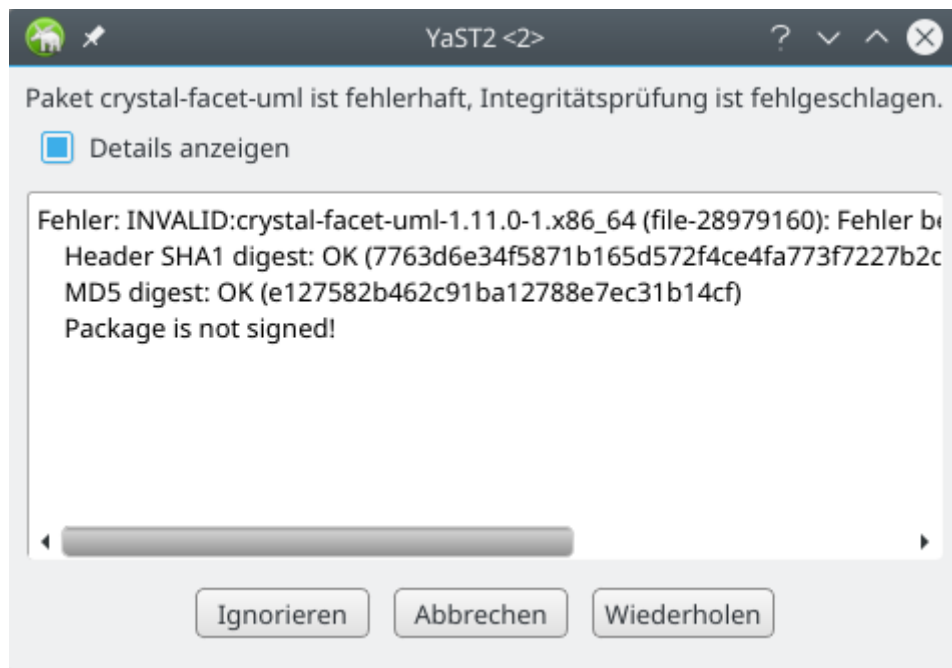 YaST2 <2>
Paket crystal-facet-uml ist fehlerhaft, Integritätsprüfung ist fehlgeschlagen.
Details anzeigen
Fehler: INVALID:crystal-facet-uml-1.11.0-1.x86_64 (file-28979160): Fehler be
Header SHA1 digest: OK (7763d6e34f5871b165d572f4ce4fa773f7227b2c
MD5 digest: OK (e127582b462c91ba12788e7ec31b14cf)
Package is not signed!
Ignorieren Abbrechen Wiederholen